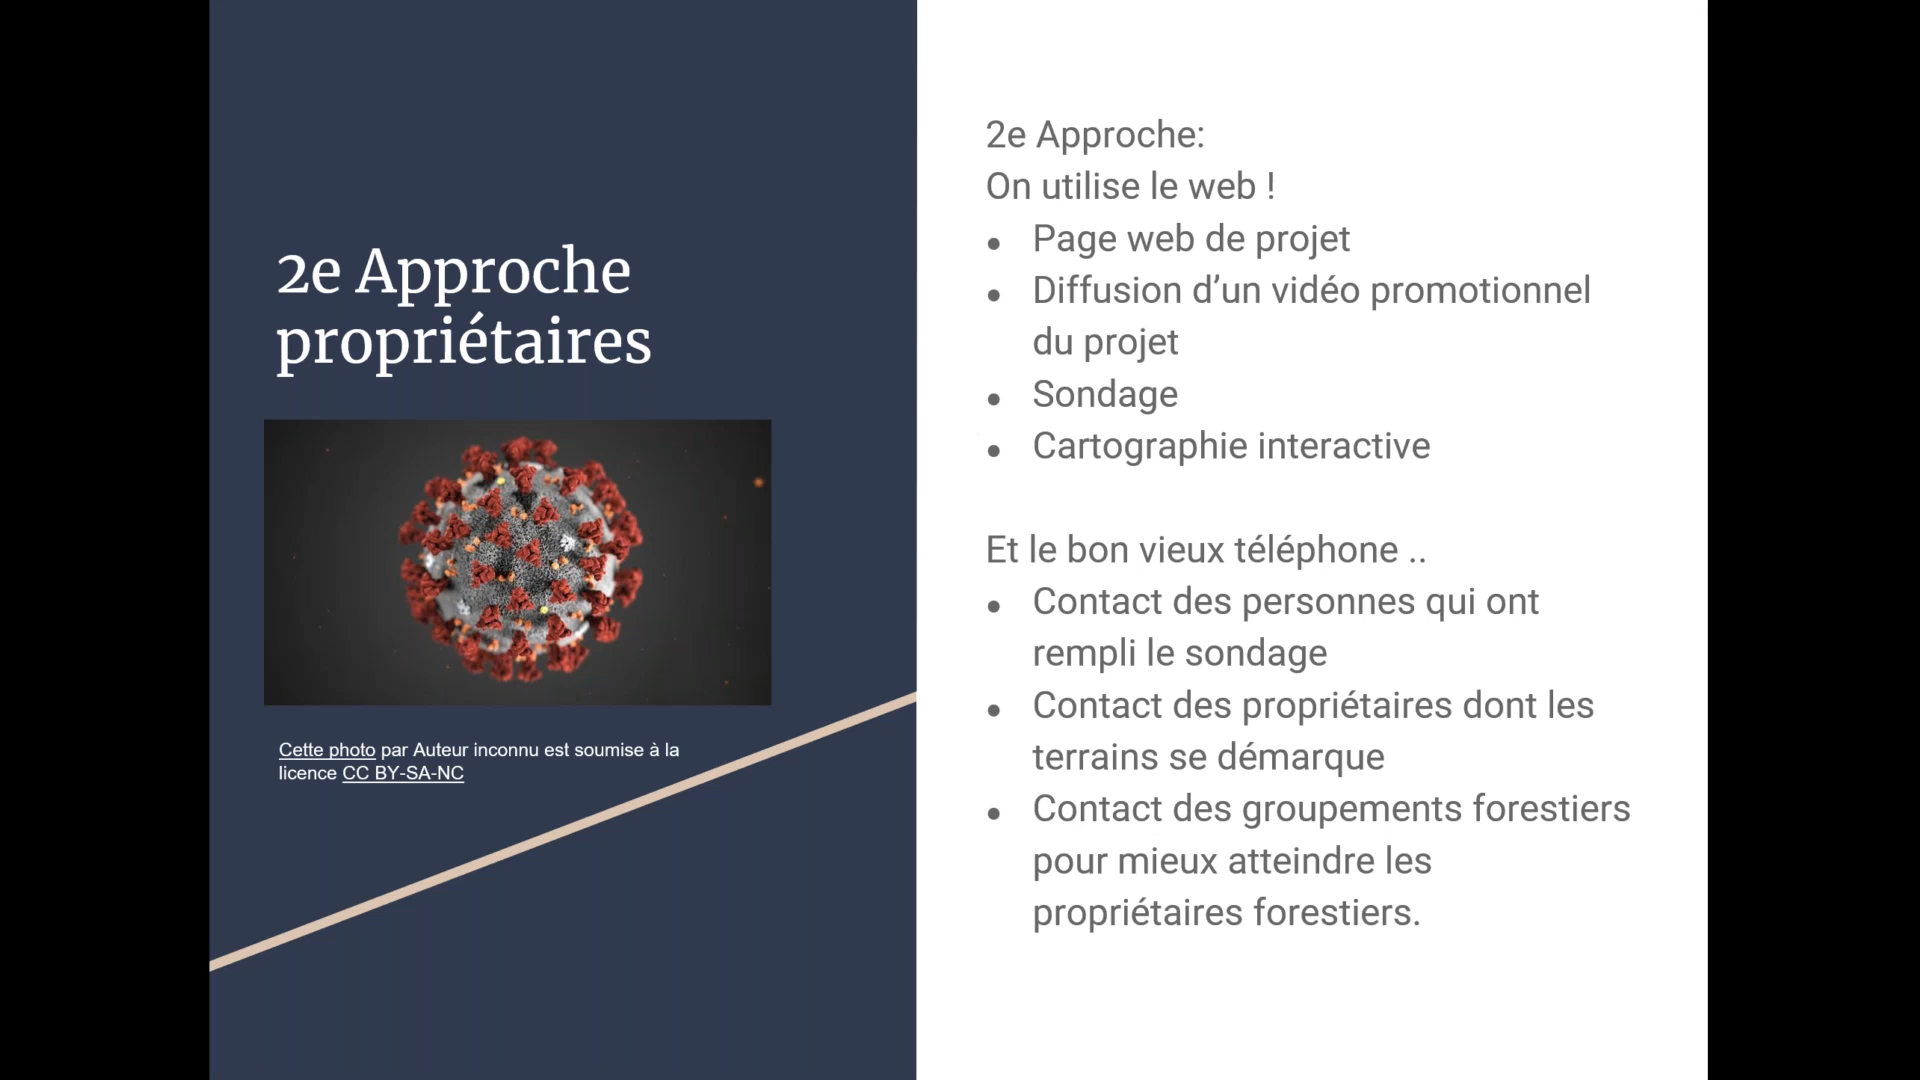 2e Approche
propriétaires
Cette photo par Auteur inconnu est soumise à la
licence CC BY-SA-NC
2e Approche:
On utilise le web !
● Page web de projet
● Diffusion d’un vidéo promotionnel
du projet
● Sondage
● Cartographie interactive
Et le bon vieux téléphone ..
● Contact des personnes qui ont
rempli le sondage
● Contact des propriétaires dont les
terrains se démarque
● Contact des groupements forestiers
pour mieux atteindre les
propriétaires forestiers.